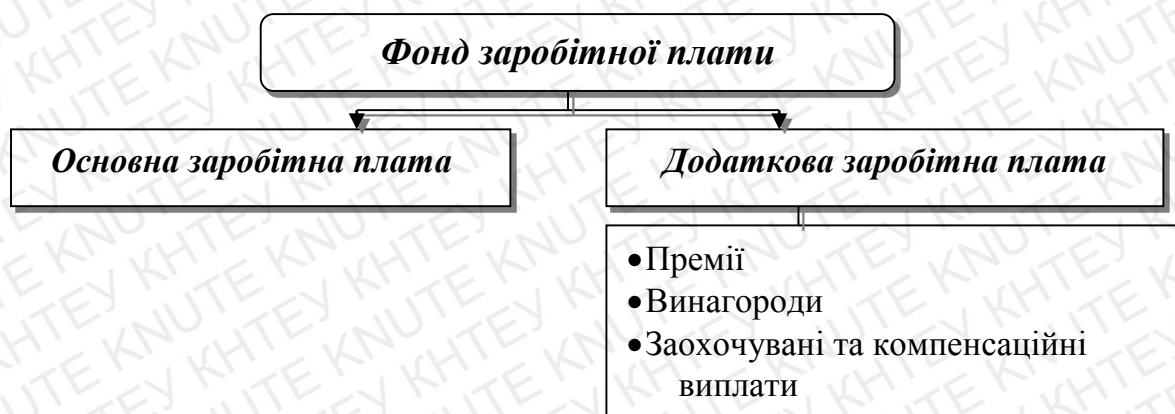 Фонд заробітної плати
Основна заробітна плата
Додаткова заробітна плата
•Премії
•Винагороди
•Заохочувані та компенсаційні
виплати